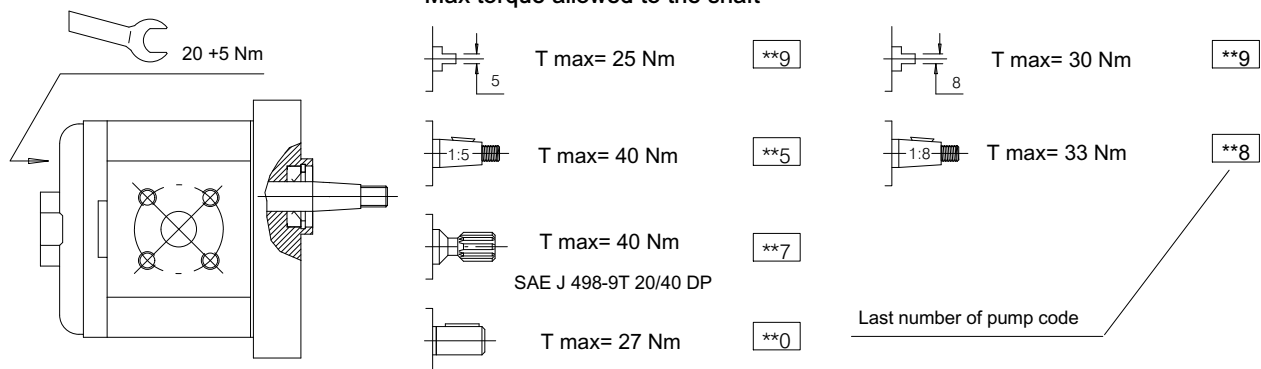 Max torque allowed to the shaft
20 +5 Nm
5
T max= 25 Nm
**9
8
T max= 30 Nm
**9
1:5
T max= 40 Nm
**5
1:8
T max= 33 Nm
**8
T max= 40 Nm
**7
SAE J 498-9T 20/40 DP
T max= 27 Nm
**0
Last number of pump code